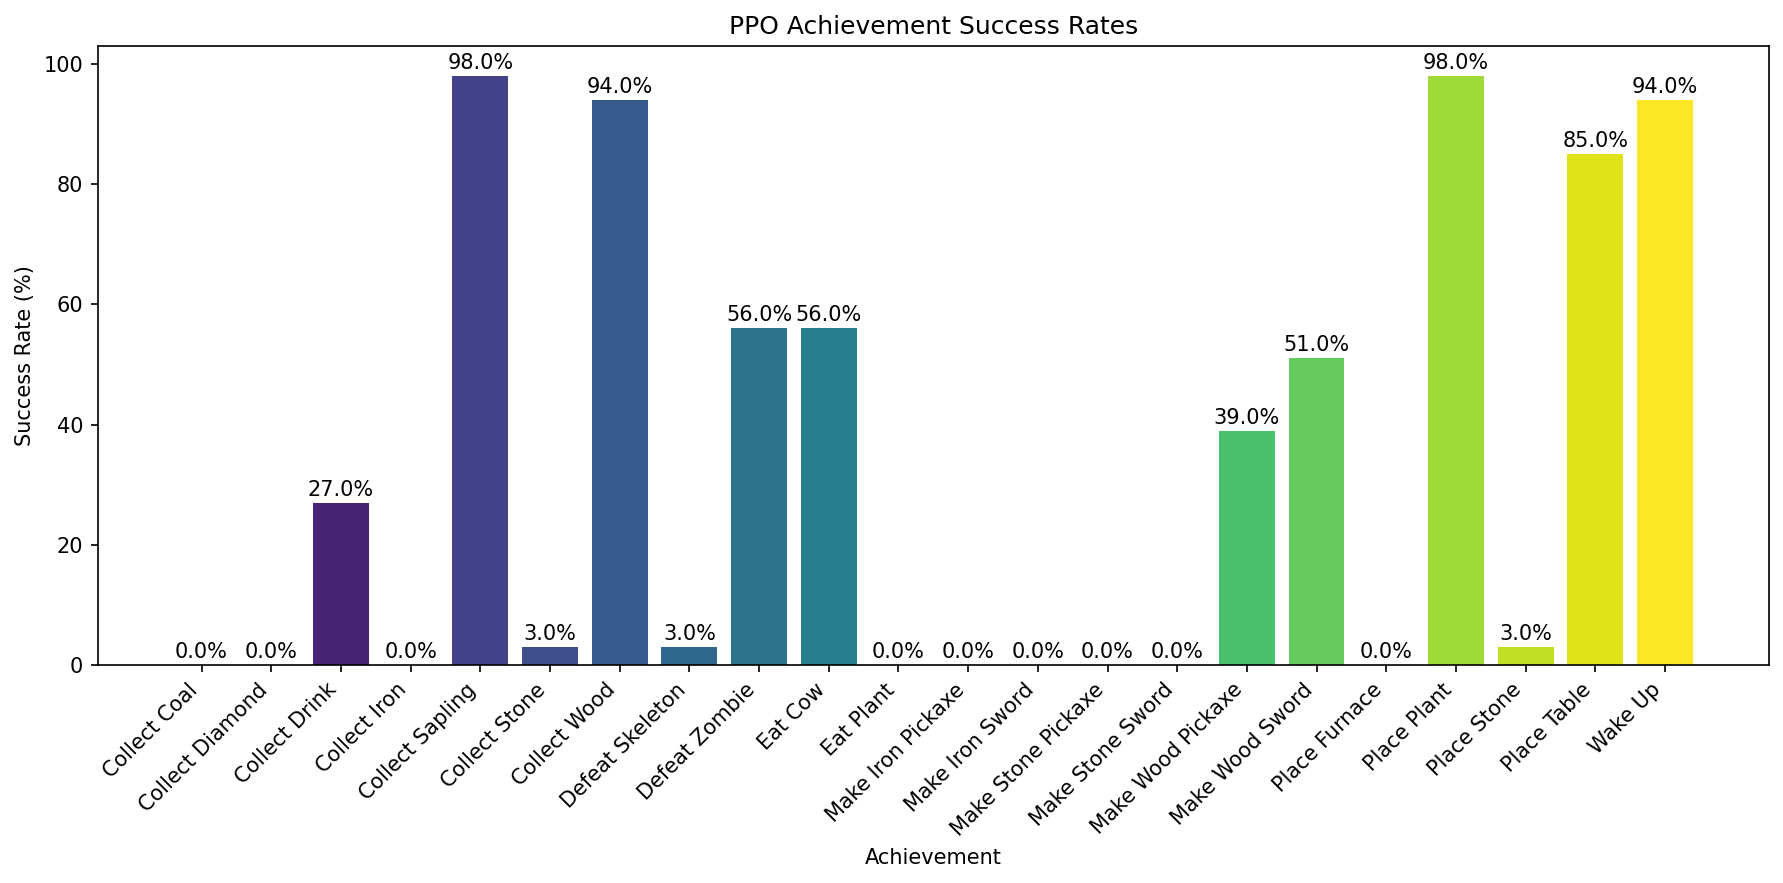 PPO Achievement Success Rates
Success Rate (%)
100
80
60
40
20
0
0.0%
0.0%
27.0%
0.0%
98.0%
3.0%
94.0%
3.0%
56.0%
56.0%
0.0%
0.0%
0.0%
0.0%
0.0%
39.0%
51.0%
0.0%
98.0%
3.0%
85.0%
94.0%
Collect Coal
Collect Diamond
Collect Drink
Collect Iron
Collect Sapling
Collect Stone
Collect Wood
Defeat Skeleton
Defeat Zombie
Eat Cow
Eat Plant
Make Iron Pickaxe
Make Iron Sword
Make Stone Pickaxe
Make Stone Sword
Make Wood Pickaxe
Make Wood Sword
Place Furnace
Place Plant
Place Stone
Place Table
Wake Up
Achievement